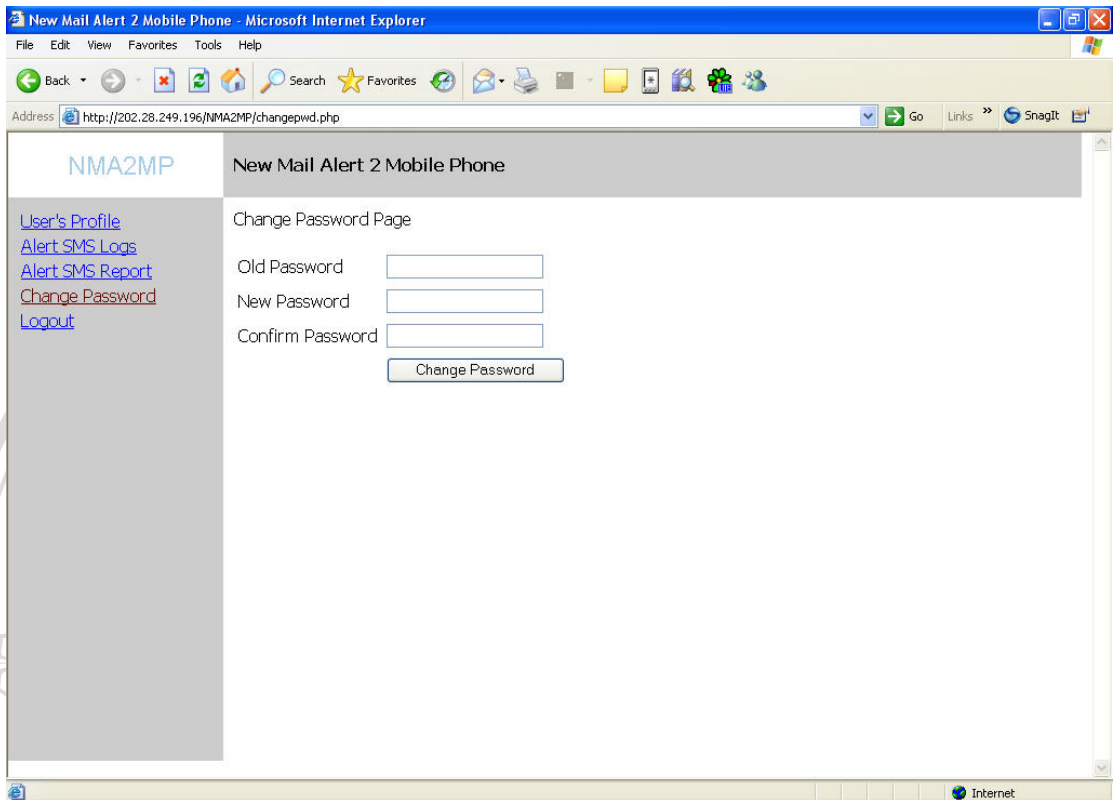 New Mail Alert 2 Mobile Phone - Microsoft Internet Explorer
File Edit View Favorites Tools Help
Back Search Favorites
Address http://202.28.249.196/NMA2MP/changepwd.php Go Links » SnagIt
NMA2MP
New Mail Alert 2 Mobile Phone
User's Profile
Alert SMS Logs
Alert SMS Report
Change Password
Logout
Change Password Page
Old Password
New Password
Confirm Password
Change Password
Internet